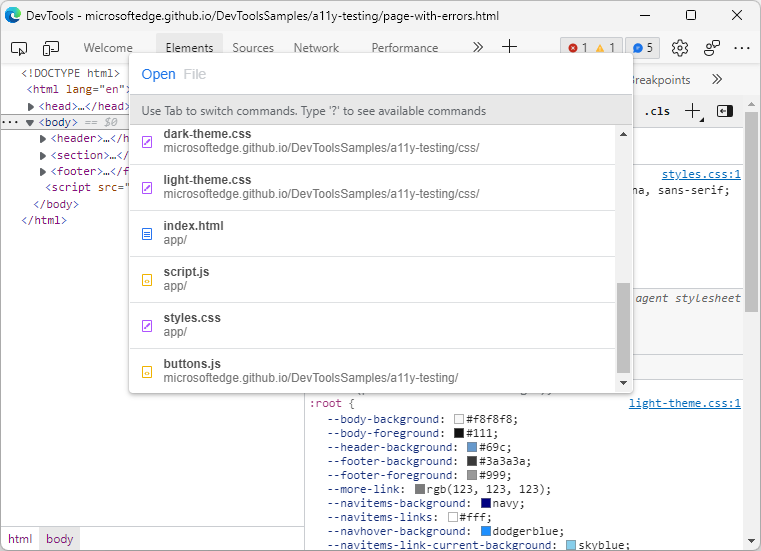 DevTools - microsoftedge.github.io/DevToolsSamples/a11y-testing/page-with-errors.html
Welcome Elements Sources Network Performance 1 1 5
<!DOCTYPE html>
<html lang="en">
<head>…</head>
<body> == $0
<header>…</h
<section>…</
<footer>…</f
<script src="
</body>
</html>
Open File
Use Tab to switch commands. Type '?' to see available commands
dark-theme.css
microsoftedge.github.io/DevToolsSamples/a11y-testing/css/
light-theme.css
microsoftedge.github.io/DevToolsSamples/a11y-testing/css/
index.html
app/
script.js
app/
styles.css
app/
buttons.js
microsoftedge.github.io/DevToolsSamples/a11y-testing/
Breakpoints
.cls
styles.css:1
na, sans-serif;
agent stylesheet
:root { light-theme.css:1
--body-background: #f8f8f8;
--body-foreground: #111;
--header-background: #69c;
--footer-background: #3a3a3a;
--footer-foreground: #999;
--more-link: rgb(123, 123, 123);
--navitems-background: navy;
--navitems-links: #fff;
--navhover-background: dodgerblue;
--navitems-link-current-background: skyblue;
html body